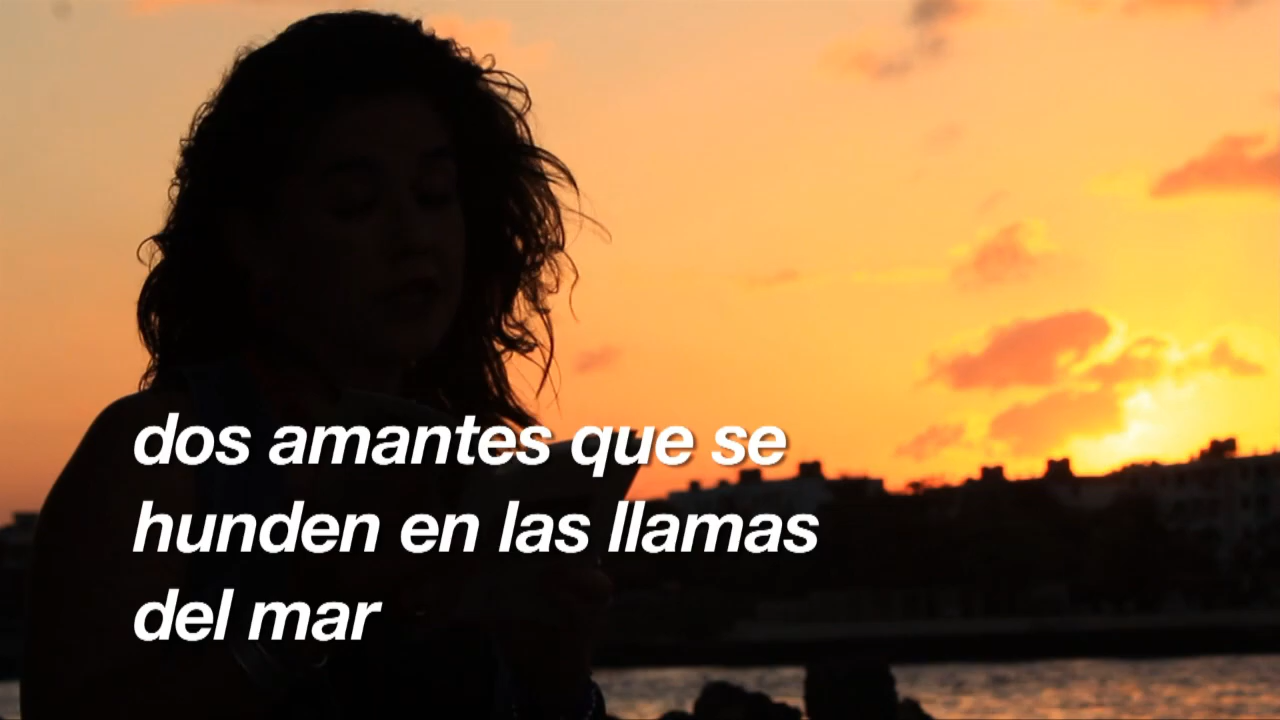 dos amantes que se
hunden en las llamas
del mar